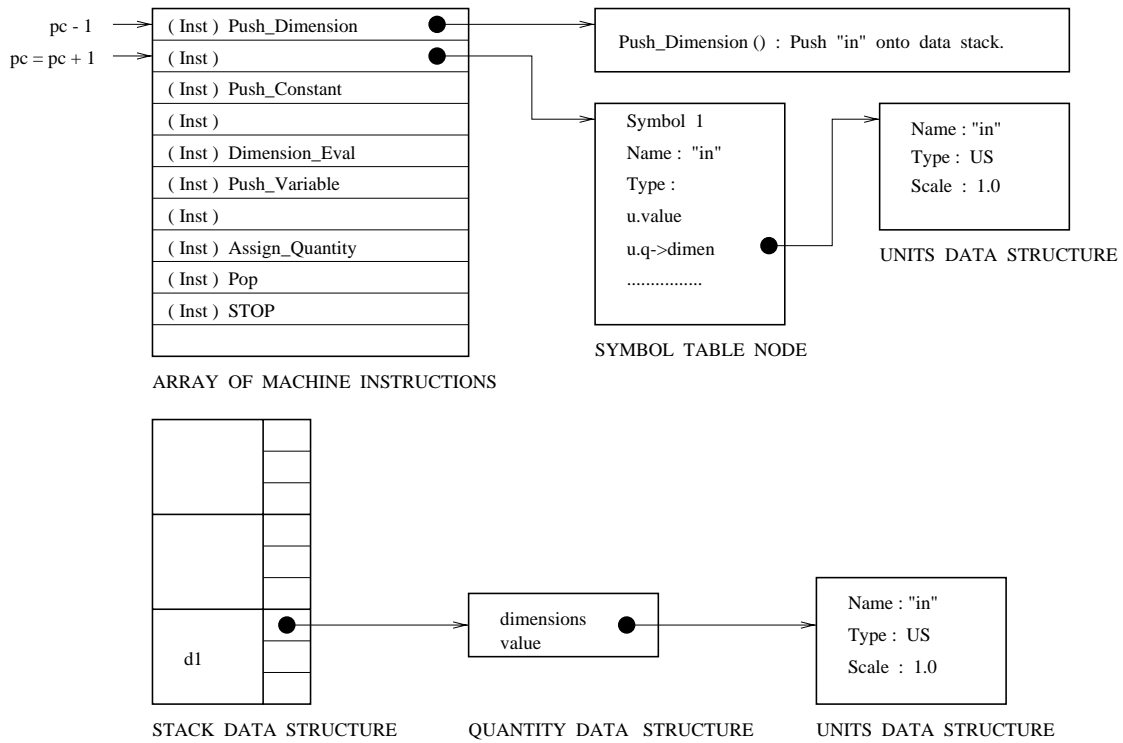 pc - 1
( Inst ) Push_Dimension
Push_Dimension () : Push "in" onto data stack.
pc = pc + 1
( Inst )
( Inst ) Push_Constant
( Inst )
( Inst ) Dimension_Eval
( Inst ) Push_Variable
( Inst )
( Inst ) Assign_Quantity
( Inst ) Pop
( Inst ) STOP
ARRAY OF MACHINE INSTRUCTIONS
Symbol 1
Name : "in"
Type :
u.value
u.q->dimen
................
SYMBOL TABLE NODE
Name : "in"
Type : US
Scale : 1.0
UNITS DATA STRUCTURE
d1
STACK DATA STRUCTURE
dimensions
value
QUANTITY DATA STRUCTURE
Name : "in"
Type : US
Scale : 1.0
UNITS DATA STRUCTURE